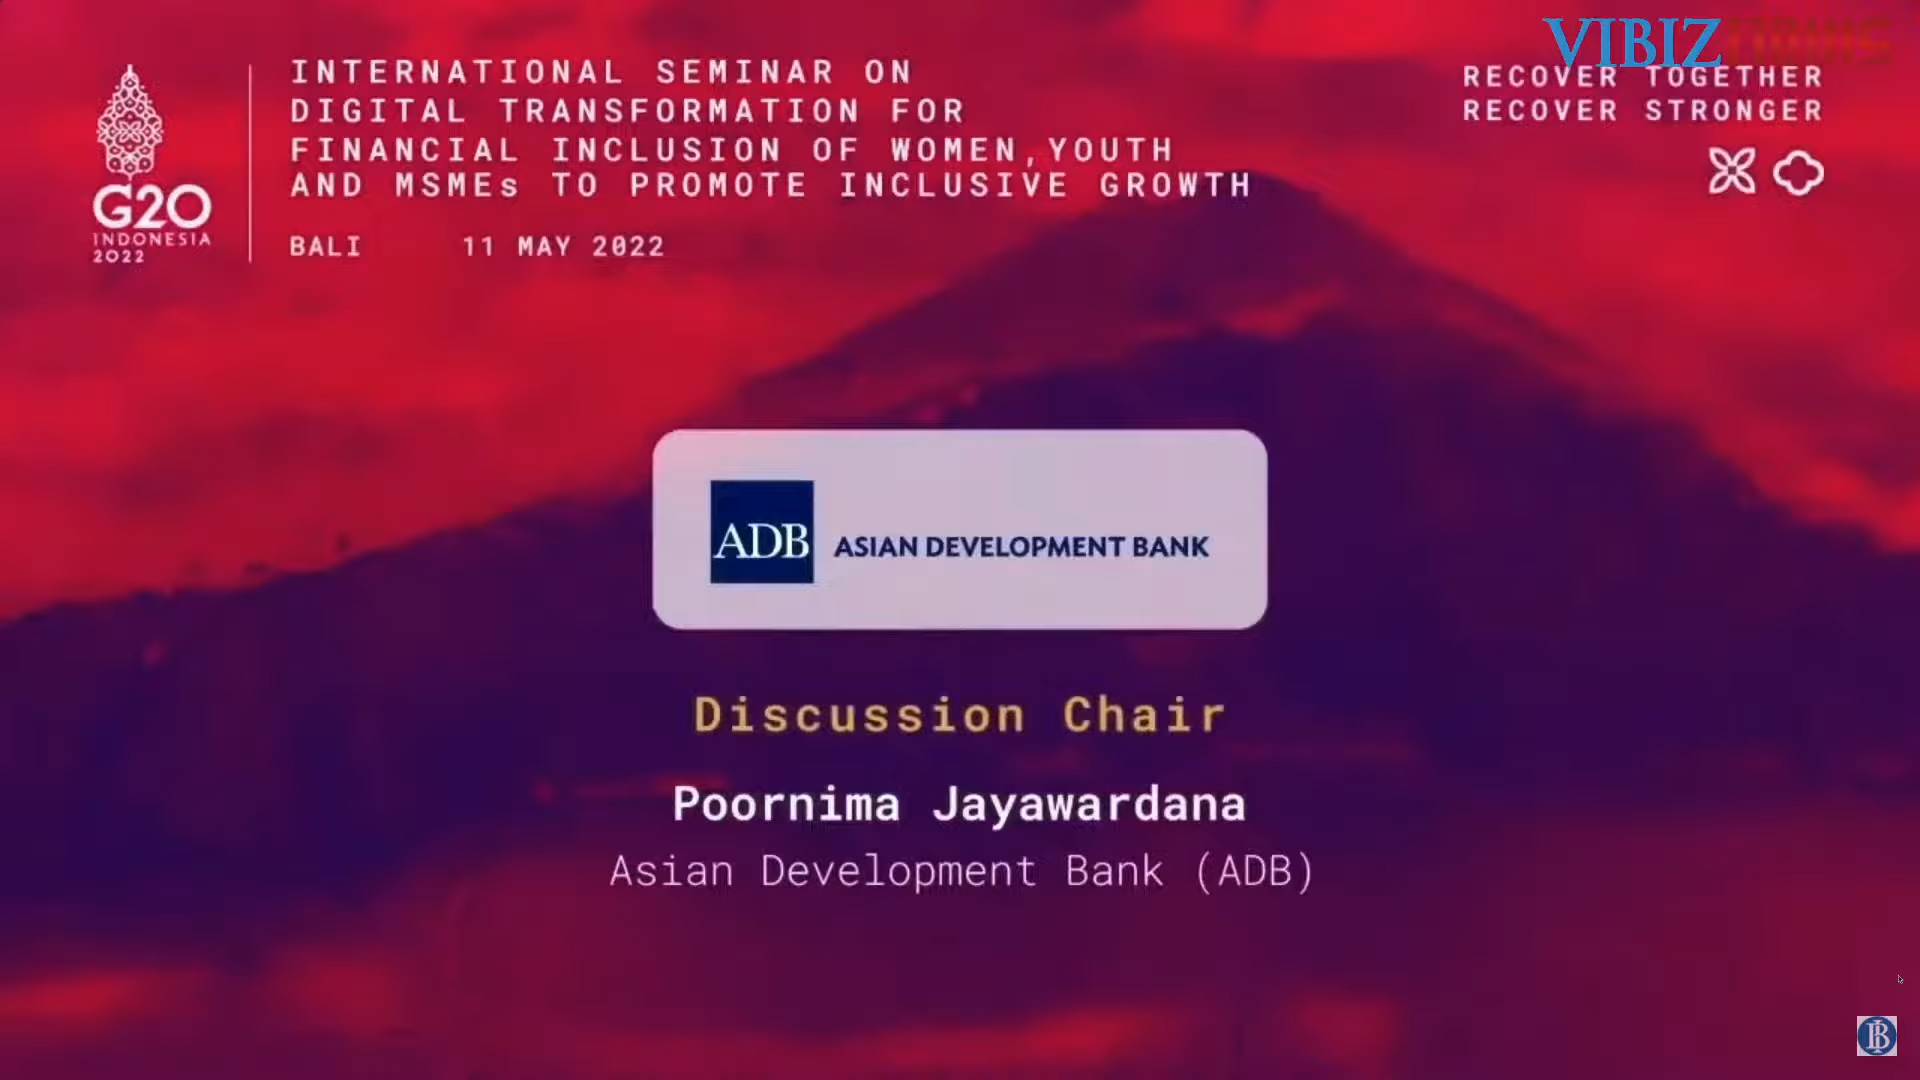 VIBIZnews
INTERNATIONAL SEMINAR ON
DIGITAL TRANSFORMATION FOR
FINANCIAL INCLUSION OF WOMEN,YOUTH
AND MSMEs TO PROMOTE INCLUSIVE GROWTH
BALI 11 MAY 2022
G20
INDONESIA
2022
RECOVER TOGETHER
RECOVER STRONGER
ADB ASIAN DEVELOPMENT BANK
Discussion Chair
Poornima Jayawardana
Asian Development Bank (ADB)